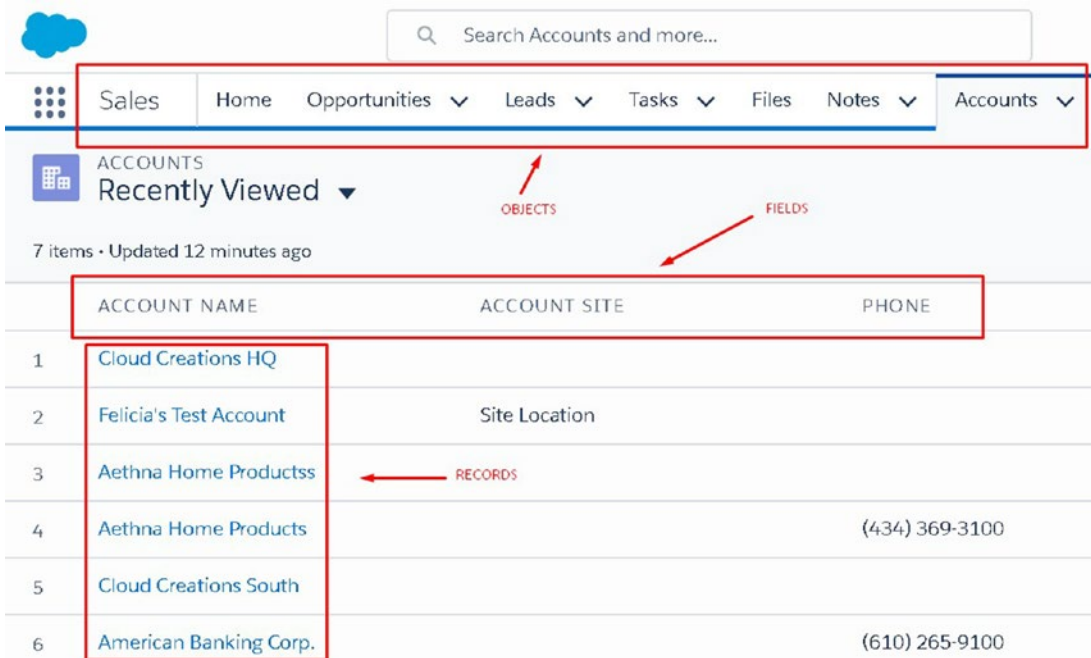 Search Accounts and more...
Sales Home Opportunities Leads Tasks Files Notes Accounts
ACCOUNTS
Recently Viewed
OBJECTS
FIELDS
7 items · Updated 12 minutes ago
ACCOUNT NAME ACCOUNT SITE PHONE
1 Cloud Creations HQ
2 Felicia's Test Account Site Location
3 Aethna Home Productss
RECORDS
4 Aethna Home Products (434) 369-3100
5 Cloud Creations South
6 American Banking Corp. (610) 265-9100